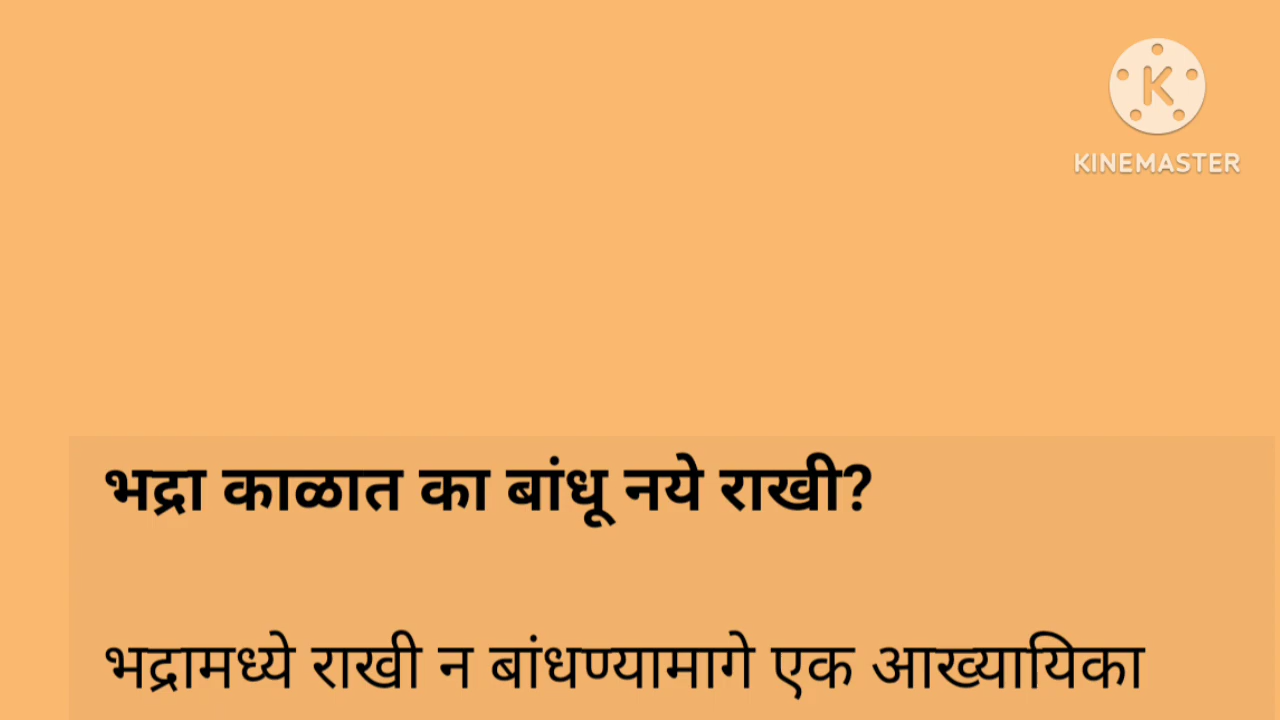 KINEMASTER
भद्रा काळात का बांधू नये राखी?
भद्रामध्ये राखी न बांधण्यामागे एक आख्यायिका